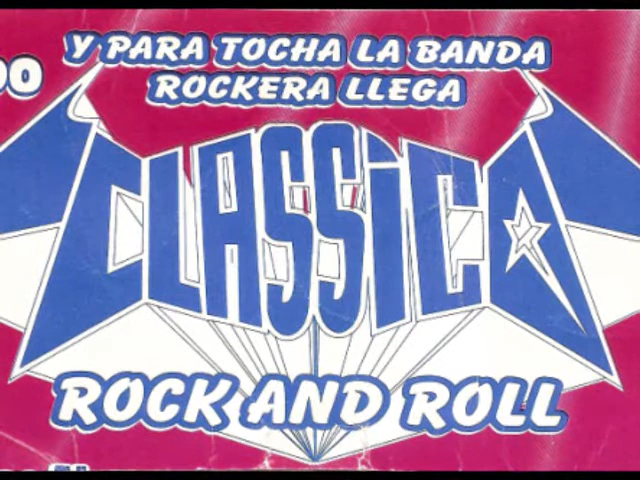 Y PARA TOCHA LA BANDA
ROCKERA LLEGA
CLASSICO
ROCK AND ROLL